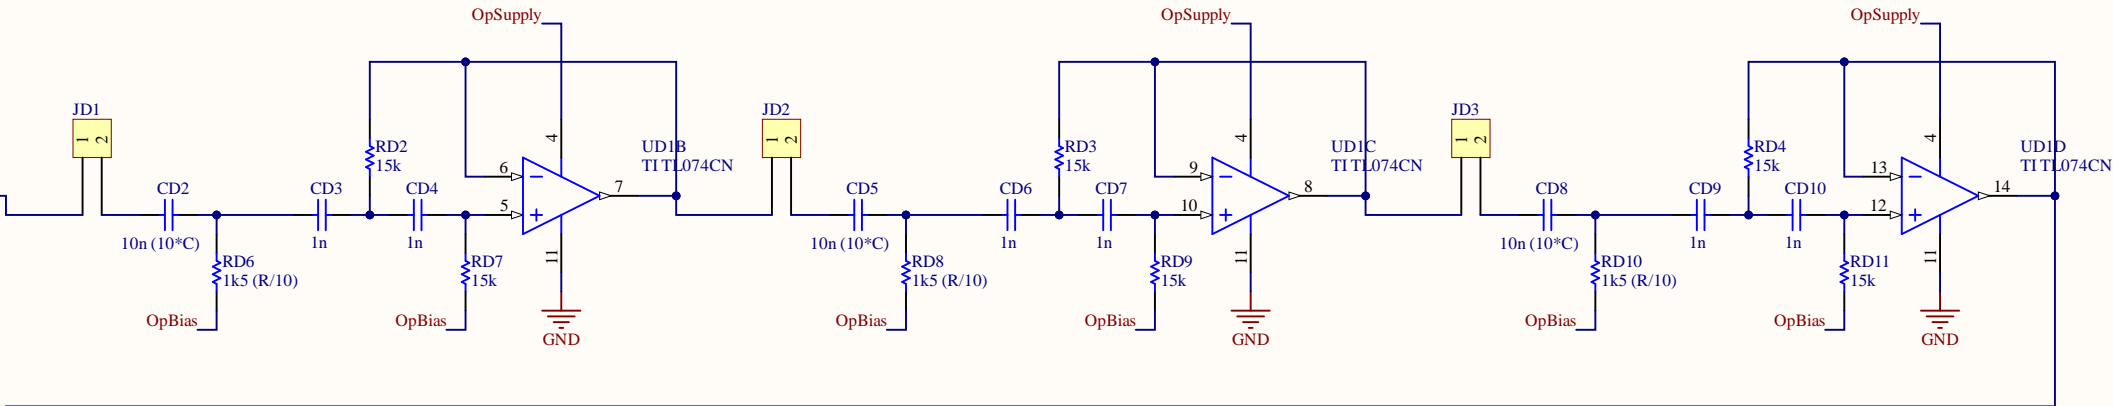 OpSupply
OpSupply
OpSupply
JD1
1
2
JD2
1
2
JD3
1
2
4
4
4
RD2
15k
UD1B
TI TL074CN
RD3
15k
UD1C
TI TL074CN
RD4
15k
UD1D
TI TL074CN
6
7
5
9
8
10
13
14
12
CD2
10n (10*C)
CD3
1n
CD4
1n
CD5
10n (10*C)
CD6
1n
CD7
1n
CD8
10n (10*C)
CD9
1n
CD10
1n
11
11
11
RD6
1k5 (R/10)
RD7
15k
RD8
1k5 (R/10)
RD9
15k
RD10
1k5 (R/10)
RD11
15k
OpBias
OpBias
OpBias
OpBias
OpBias
OpBias
GND
GND
GND